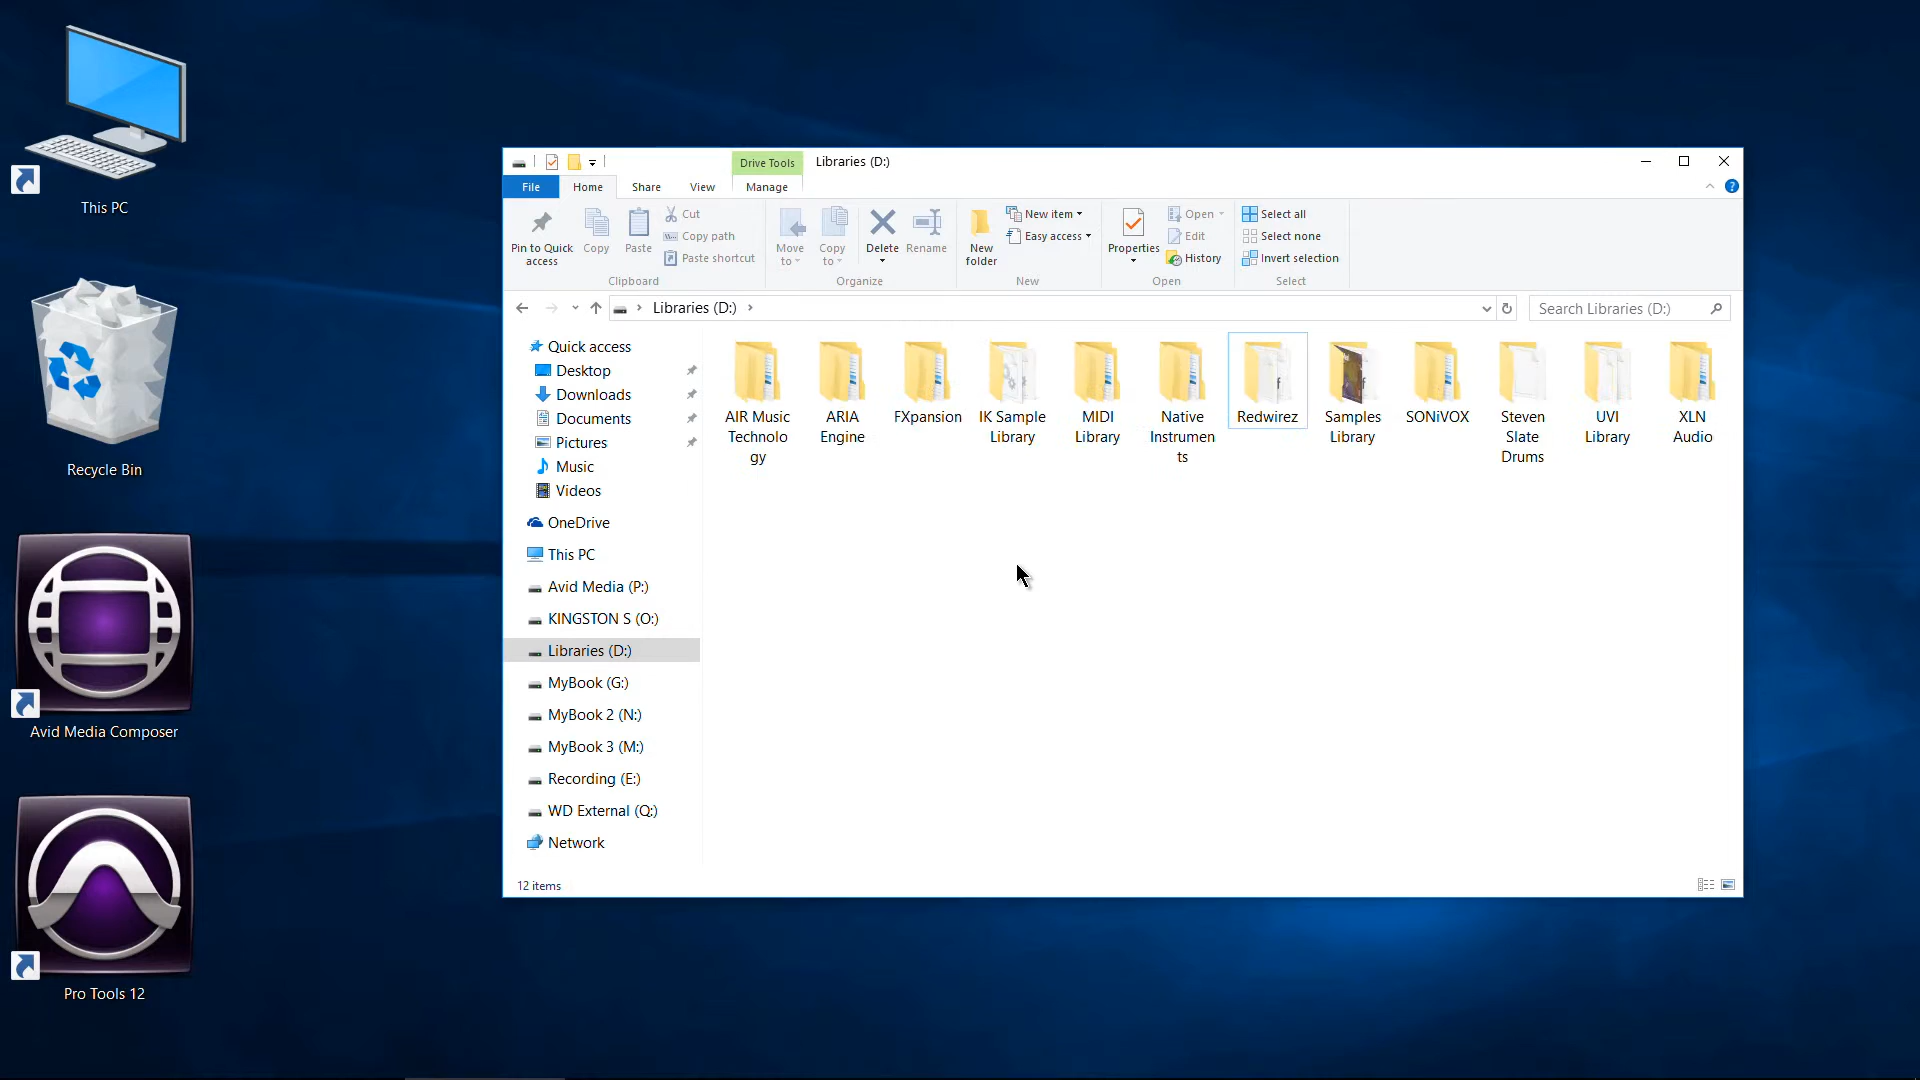 This PC
Recycle Bin
Avid Media Composer
Pro Tools 12
Drive Tools
Libraries (D:)
File
Home
Share
View
Manage
Pin to Quick
access
Copy
Paste
Cut
Copy path
Paste shortcut
Clipboard
Move
to
Copy
to
Delete
Rename
Organize
New
folder
New item
Easy access
New
Properties
Open
Edit
History
Open
Select all
Select none
Invert selection
Select
Libraries (D:)
Search Libraries (D:)
Quick access
Desktop
Downloads
Documents
Pictures
Music
Videos
OneDrive
This PC
Avid Media (P:)
KINGSTON S (O:)
Libraries (D:)
MyBook (G:)
MyBook 2 (N:)
MyBook 3 (M:)
Recording (E:)
WD External (Q:)
Network
AIR Music
Technolo
gy
ARIA
Engine
FXpansion
IK Sample
Library
MIDI
Library
Native
Instrumen
ts
Redwirez
Samples
Library
SONiVOX
Steven
Slate
Drums
UVI
Library
XLN
Audio
12 items